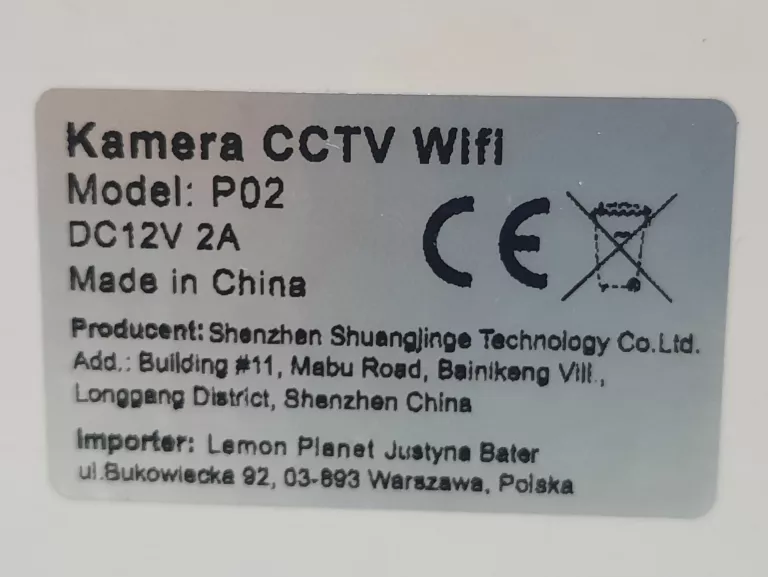 Kamera CCTV Wifi
Model: P02
DC12V 2A
Made in China
CE
Producent: Shenzhen Shuangjinge Technology Co.Ltd.
Add.: Building #11, Mabu Road, Bainikeng Vill.,
Longgang District, Shenzhen China
Importer: Lemon Planet Justyna Bater
ul.Bukowiecka 92, 03-893 Warszawa, Polska